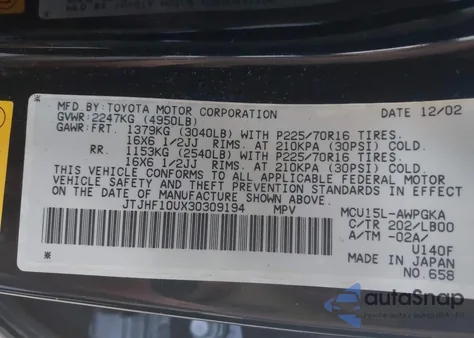 MFD.BY:TOYOTA MOTOR CORPORATION DATE 12/02
GVWR:2247KG (4950LB)
GAWR:FRT. 1379KG (3040LB) WITH P225/70R16 TIRES.
16X6 1/2JJ RIMS. AT 210KPA (30PSI) COLD.
RR. 1153KG (2540LB) WITH P225/70R16 TIRES.
16X6 1/2JJ RIMS. AT 210KPA (30PSI) COLD.
THIS VEHICLE CONFORMS TO ALL APPLICABLE FEDERAL MOTOR
VEHICLE SAFETY AND THEFT PREVENTION STANDARDS IN EFFECT
ON THE DATE OF MANUFACTURE SHOWN ABOVE.
JTJHF10UX30309194 MPV MCU15L-AWPGKA
C/TR 202/LB00
A/TM -02A/
U140F
MADE IN JAPAN
NO.658
autoSnap
www.autosnap.com